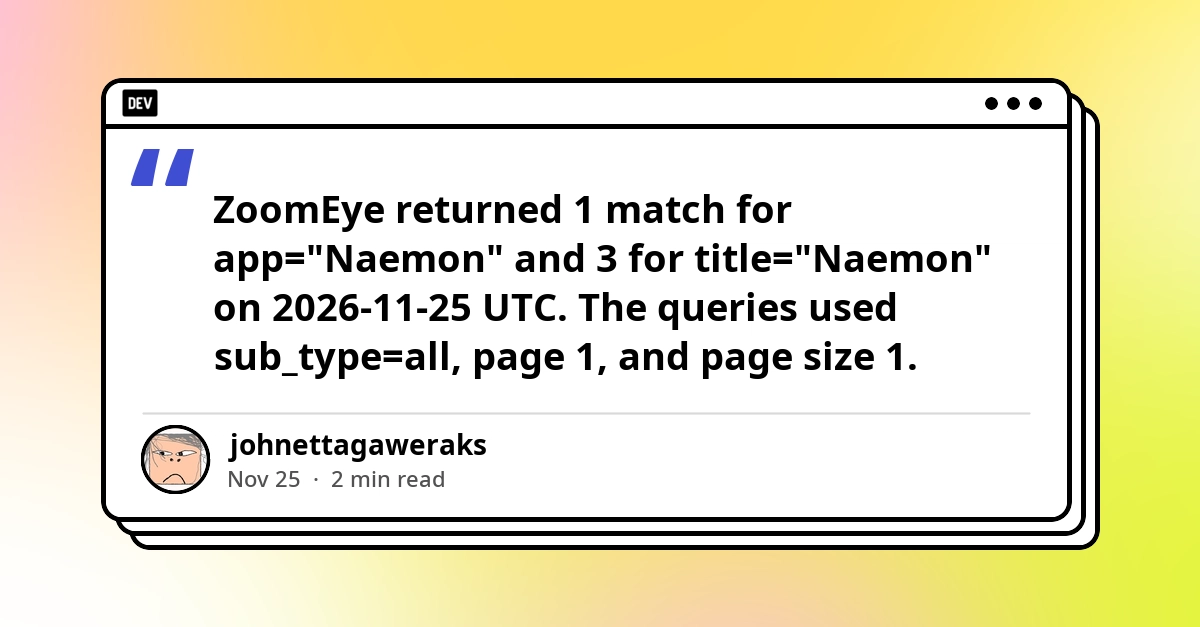 DEV
“
ZoomEye returned 1 match for
app="Naemon" and 3 for title="Naemon"
on 2026-11-25 UTC. The queries used
sub_type=all, page 1, and page size 1.
johnettagaweraks
Nov 25 · 2 min read